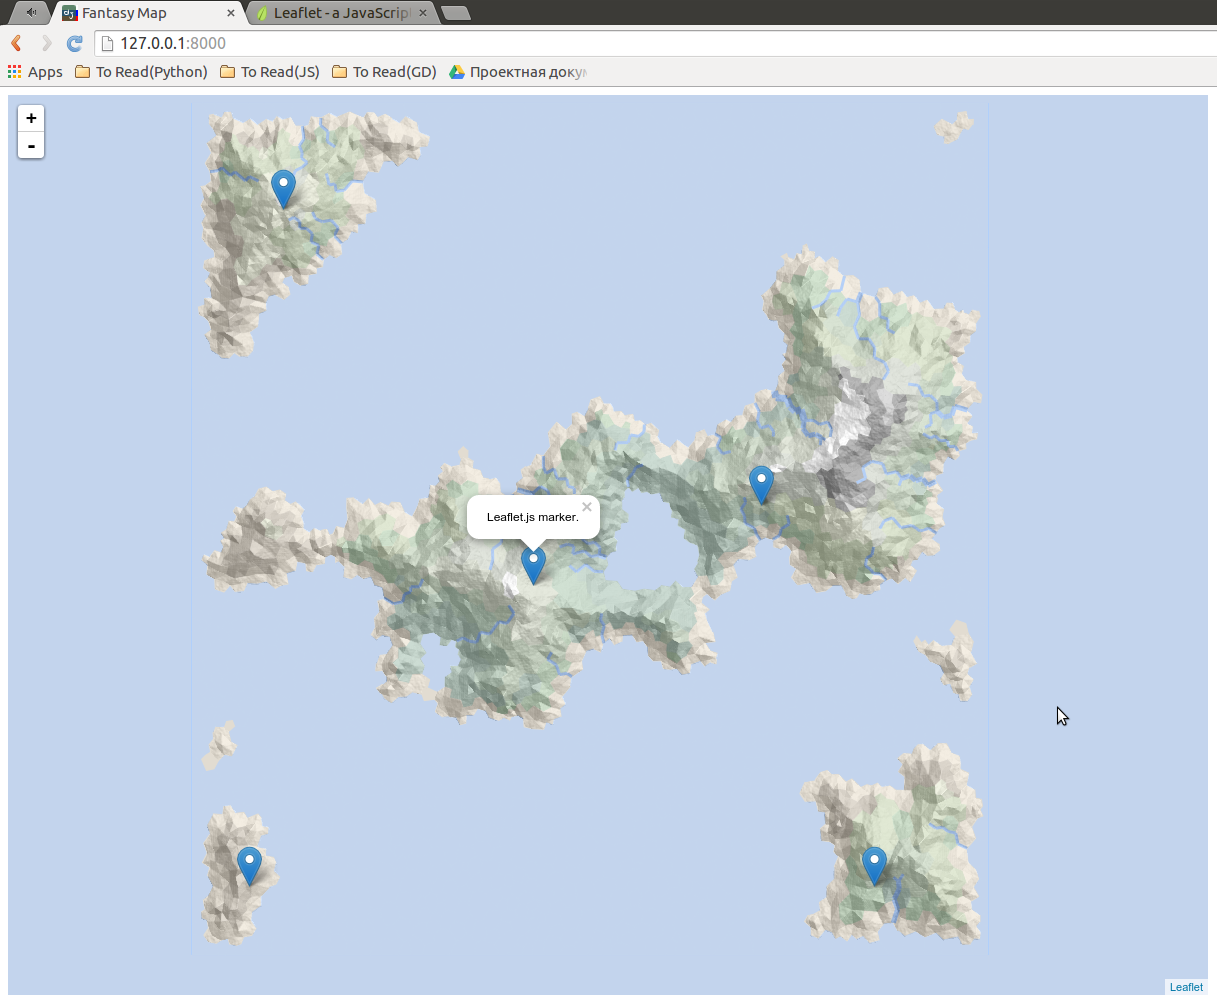 Fantasy Map
Leaflet - a JavaScript
127.0.0.1:8000
Apps To Read(Python) To Read(JS) To Read(GD) Проектная доку
+
-
Leaflet.js marker.
Leaflet